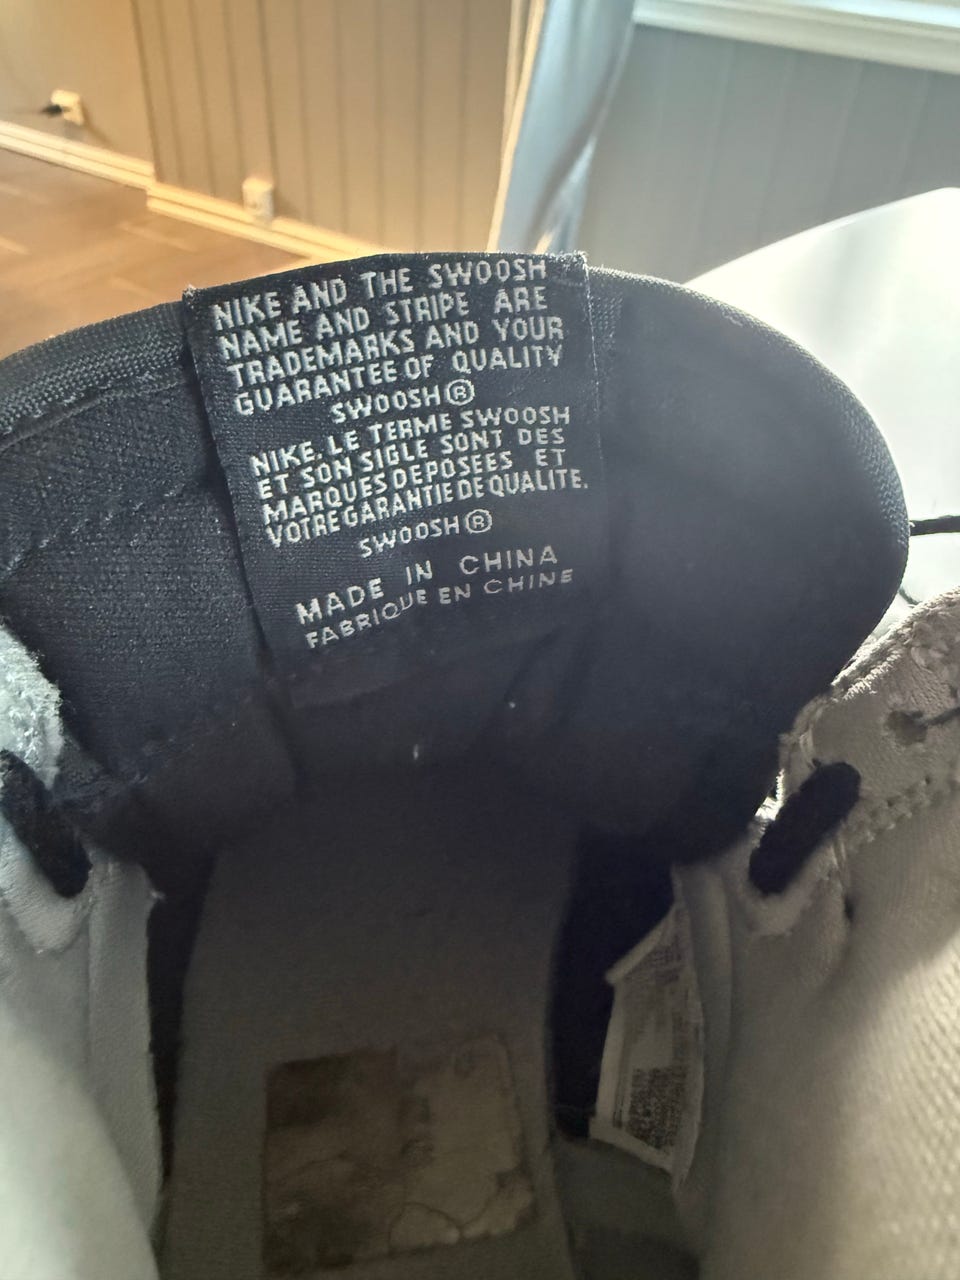 NIKE AND THE SWOOSH
NAME AND STRIPE ARE
TRADEMARKS AND YOUR
GUARANTEE OF QUALITY
SWOOSH®
NIKE. LE TERME SWOOSH
ET SON SIGLE SONT DES
MARQUES DEPOSEES ET
VOTRE GARANTIE DE QUALITE.
SWOOSH®
MADE IN CHINA
FABRIQUE EN CHINE